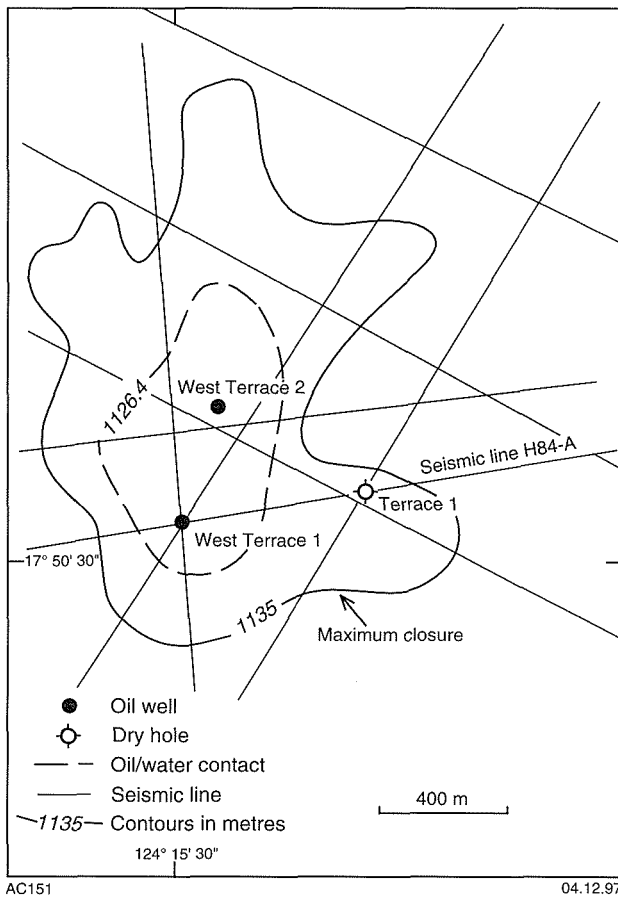 West Terrace 2
1126.4
Seismic line H84-A
Terrace 1
West Terrace 1
17° 50' 30"
1135
Maximum closure
Oil well
Dry hole
Oil/water contact
Seismic line
1135 Contours in metres
400 m
124° 15' 30"
AC151
04.12.97